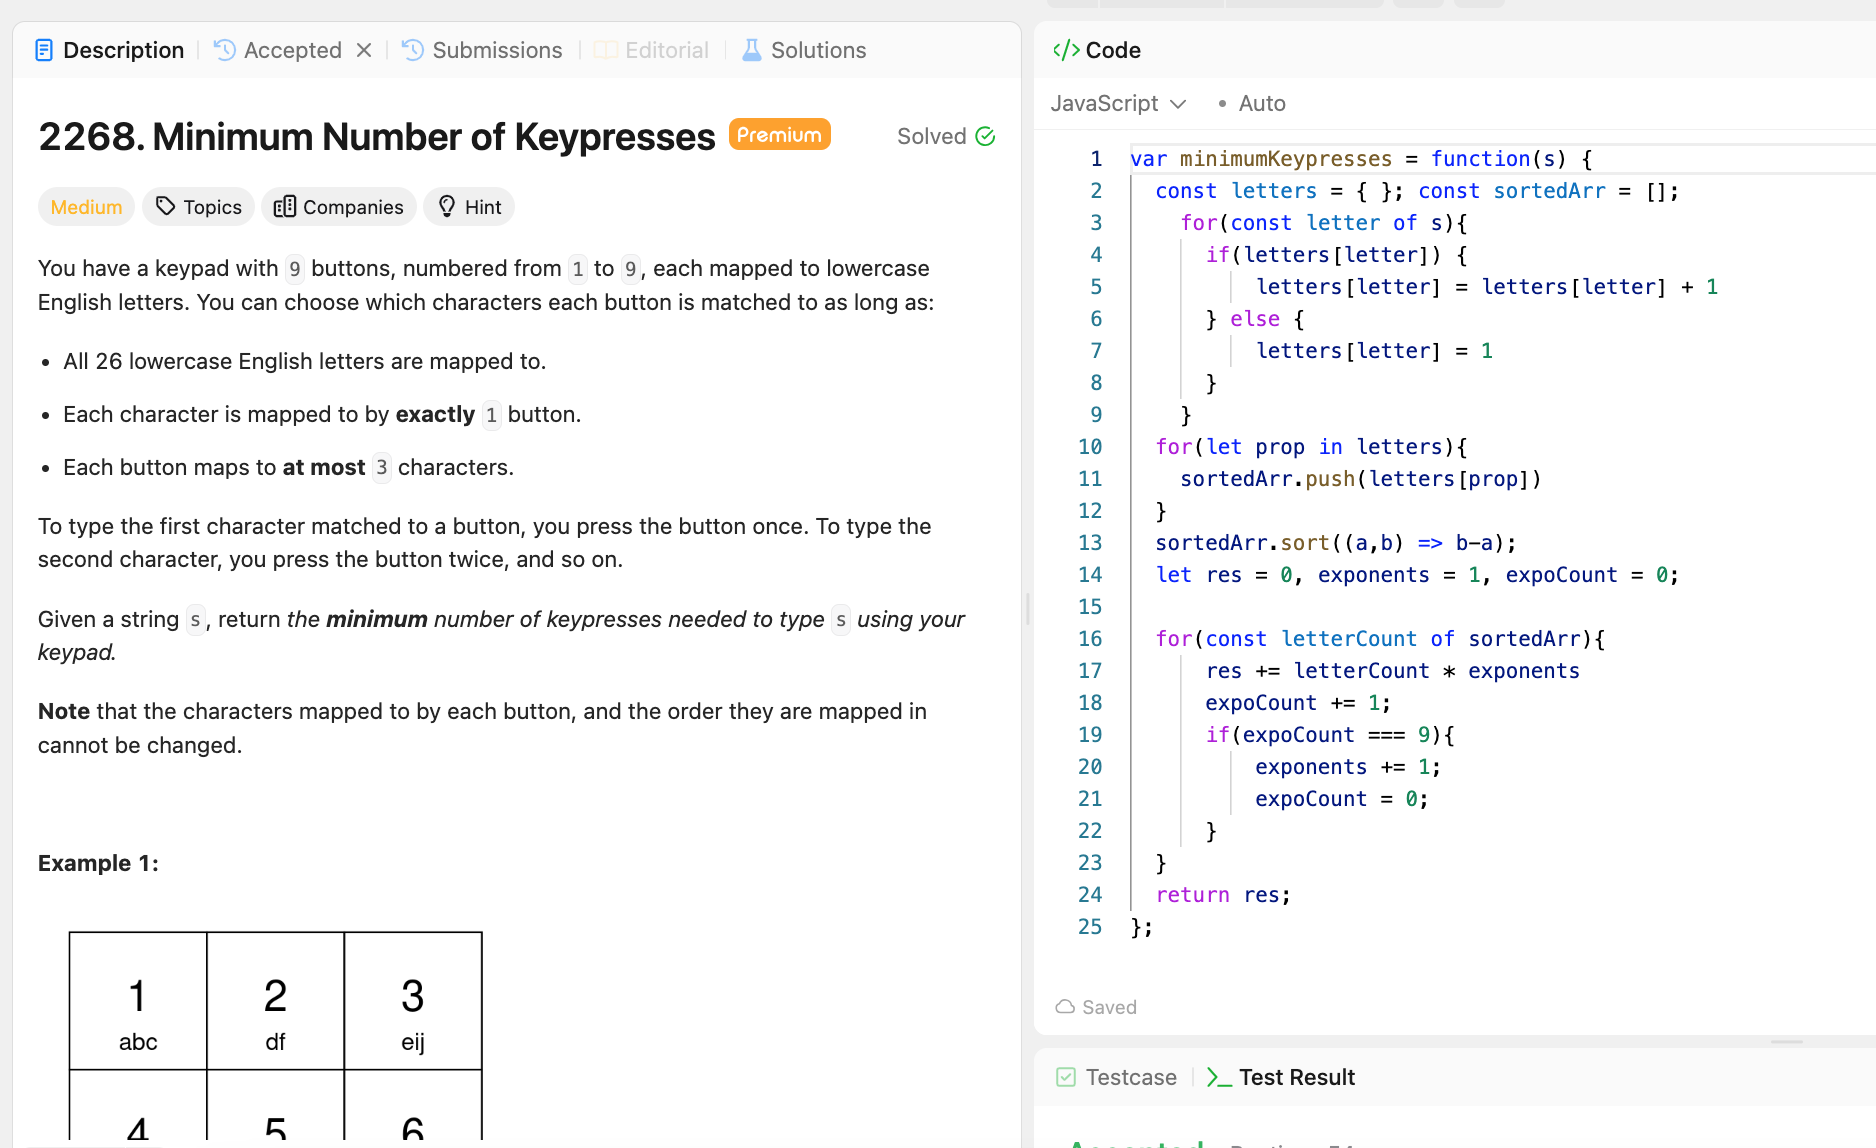 Description
Accepted
Submissions
Editorial
Solutions
2268. Minimum Number of Keypresses
Premium
Solved
Medium
Topics
Companies
Hint
You have a keypad with 9 buttons, numbered from 1 to 9, each mapped to lowercase
English letters. You can choose which characters each button is matched to as long as:
• All 26 lowercase English letters are mapped to.
• Each character is mapped to by exactly 1 button.
• Each button maps to at most 3 characters.
To type the first character matched to a button, you press the button once. To type the
second character, you press the button twice, and so on.
Given a string s, return the minimum number of keypresses needed to type s using your
keypad.
Note that the characters mapped to by each button, and the order they are mapped in
cannot be changed.
Example 1:
1 2 3
abc df eij
4 5 6
</> Code
JavaScript • Auto
1 var minimumKeypresses = function(s) {
2 const letters = { }; const sortedArr = [];
3 for(const letter of s){
4 if(letters[letter]) {
5 letters[letter] = letters[letter] + 1
6 } else {
7 letters[letter] = 1
8 }
9 }
10 for(let prop in letters){
11 sortedArr.push(letters[prop])
12 }
13 sortedArr.sort((a,b) => b-a);
14 let res = 0, exponents = 1, expoCount = 0;
15
16 for(const letterCount of sortedArr){
17 res += letterCount * exponents
18 expoCount += 1;
19 if(expoCount === 9){
20 exponents += 1;
21 expoCount = 0;
22 }
23 }
24 return res;
25 };
Saved
Testcase
Test Result
Accepted